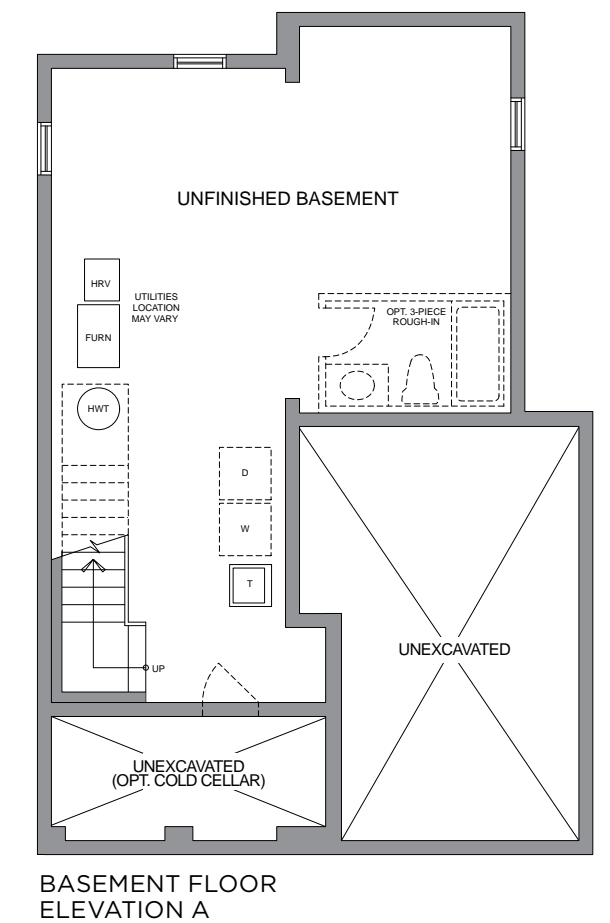 UNFINISHED BASEMENT
HRV
UTILITIES
LOCATION
MAY VARY
FURN
OPT. 3-PIECE
ROUGH-IN
HWT
D
W
T
UP
UNEXCAVATED
UNEXCAVATED
(OPT. COLD CELLAR)
BASEMENT FLOOR
ELEVATION A